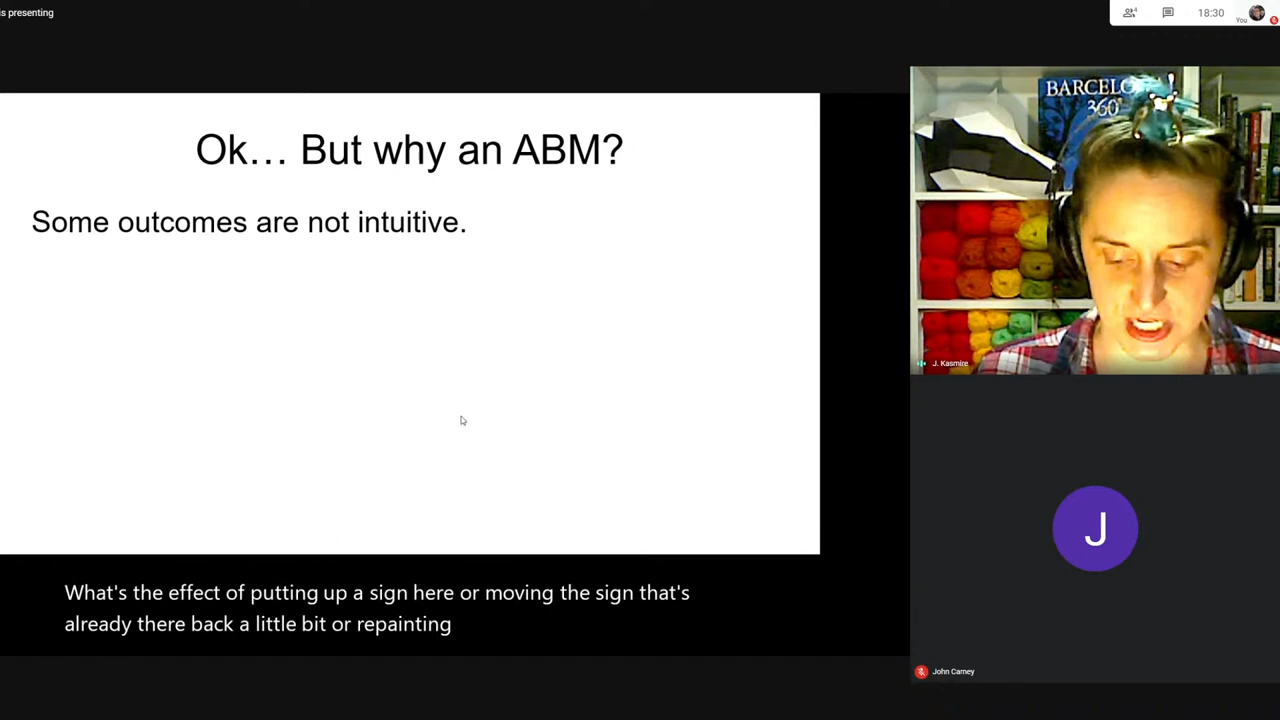 is presenting
4
18:30
You
Ok… But why an ABM?
Some outcomes are not intuitive.
BARCELO
360°
J. Kasmire
J
What's the effect of putting up a sign here or moving the sign that's
already there back a little bit or repainting
John Carney